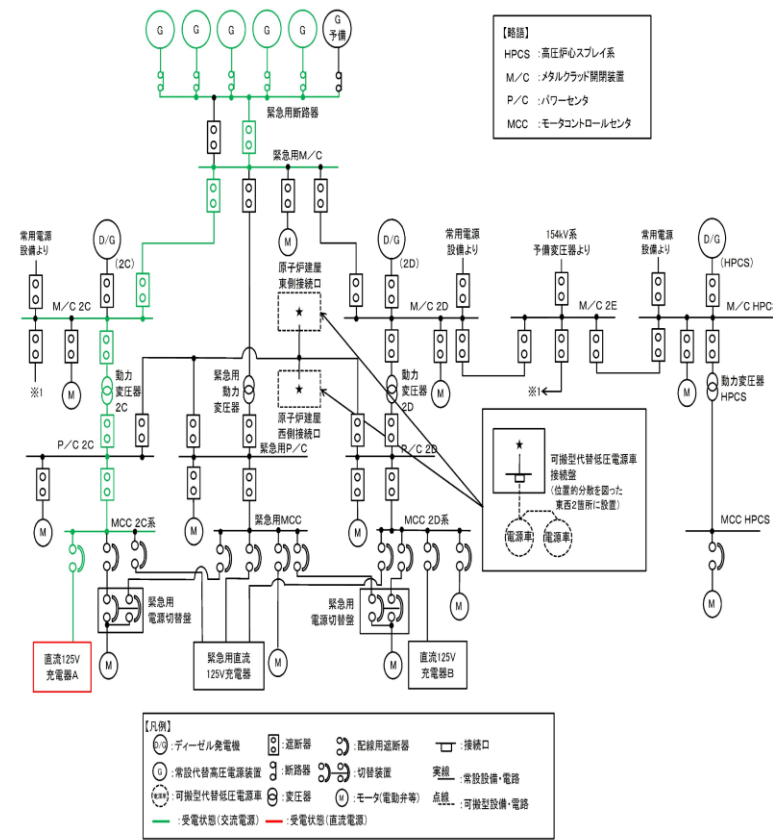 G
G
G
G
G
G
予備
緊急用断路器
【略語】
HPCS :高圧炉心スプレイ系
M/C :メタルクラッド開閉装置
P/C :パワーセンタ
MCC :モータコントロールセンタ
緊急用M/C
常用電源
設備より
D/G
(2C)
M
原子炉建屋
東側接続口
★
D/G
(2D)
常用電源
設備より
154kV系
予備変圧器より
常用電源
設備より
D/G
(HPCS)
M/C 2C
M/C 2D
M/C 2E
M/C HPCS
※1
M
動力
変圧器
2C
緊急用
動力
変圧器
★
原子炉建屋
西側接続口
動力
変圧器
2D
M
※1
M
動力変圧器
HPCS
P/C 2C
緊急用P/C
P/C 2D
★
可搬型代替低圧電源車
接続盤
(位置的分散を図った
東西2箇所に設置)
電源車
電源車
M
M
M
MCC 2C系
緊急用MCC
MCC 2D系
MCC HPCS
緊急用
電源切替盤
緊急用
電源切替盤
M
M
直流125V
充電器A
M
緊急用直流
125V充電器
M
M
直流125V
充電器B
【凡例】
D/G :ディーゼル発電機
:遮断器
:配線用遮断器
:接続口
G :常設代替高圧電源装置
:断路器
:切替装置
実線 :常設設備・電路
電源車 :可搬型代替低圧電源車
:変圧器
M :モータ(電動弁等)
点線 :可搬型設備・電路
:受電状態(交流電源)
:受電状態(直流電源)